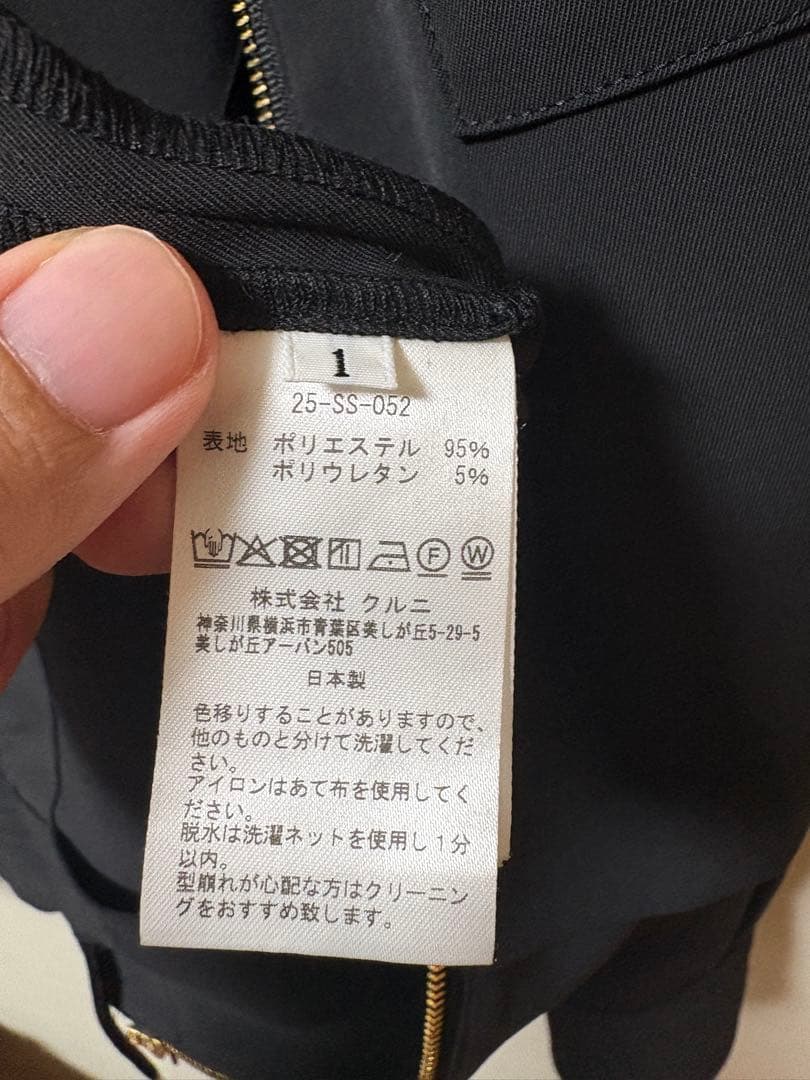 1
25-SS-052
表地 ポリエステル 95%
ポリウレタン 5%
F W
株式会社 クルニ
神奈川県横浜市青葉区美しが丘5-29-5
美しが丘アーバン505
日本製
色移りすることがありますので、
他のものと分けて洗濯してくだ
さい。
アイロンはあて布を使用してく
ださい。
脱水は洗濯ネットを使用し1分
以内。
型崩れが心配な方はクリーニン
グをおすすめ致します。